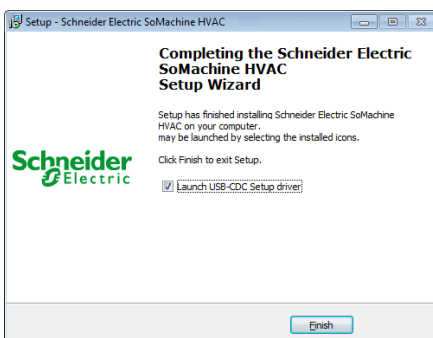 Setup - Schneider Electric SoMachine HVAC
Completing the Schneider Electric
SoMachine HVAC
Setup Wizard
Setup has finished installing Schneider Electric SoMachine
HVAC on your computer.
may be launched by selecting the installed icons.
Click Finish to exit Setup.
Schneider
Electric
Launch USB-CDC Setup driver
Finish